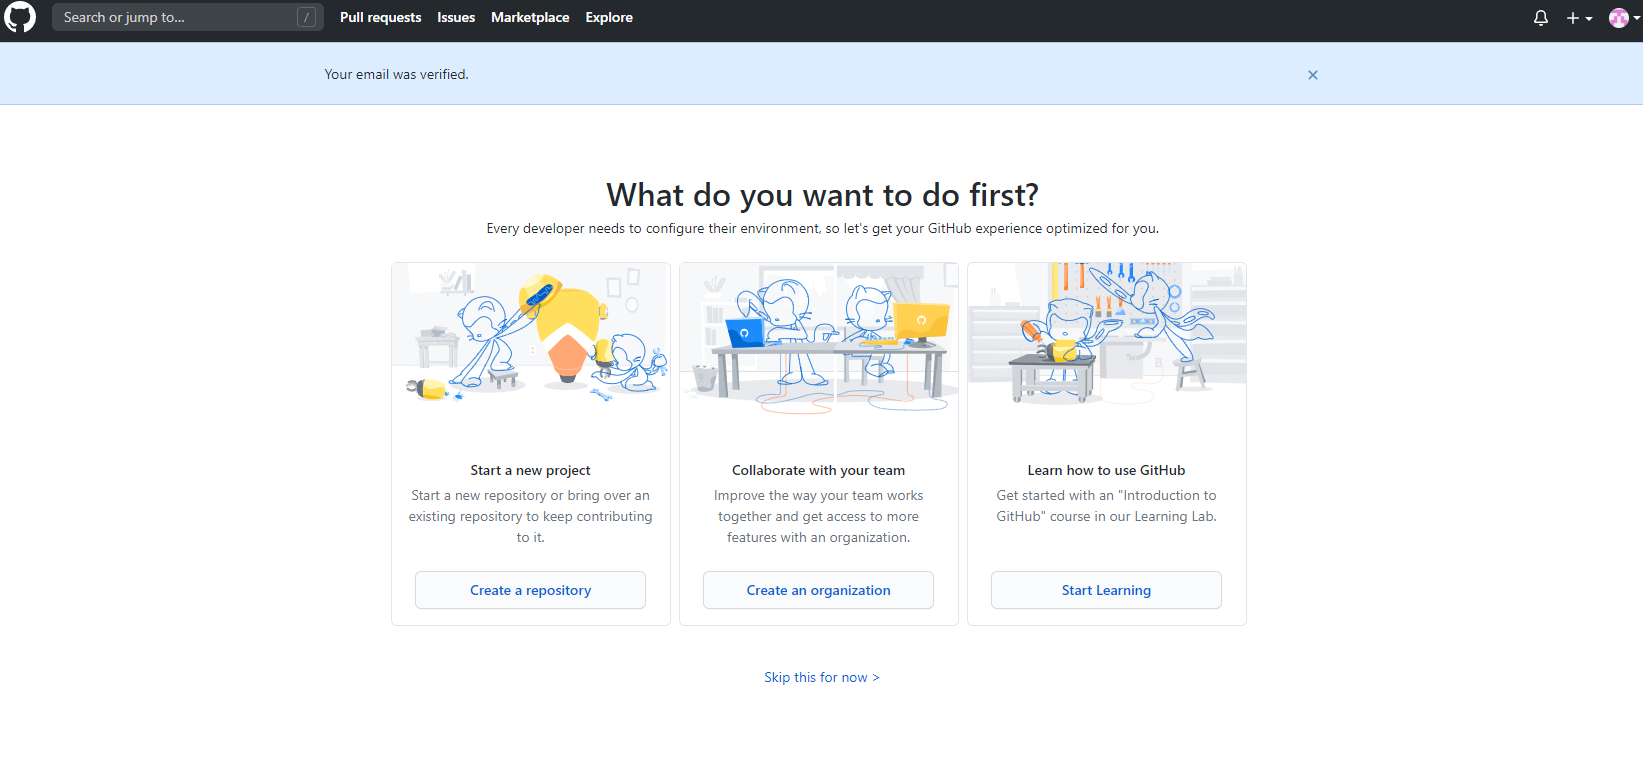 Search or jump to... /
Pull requests Issues Marketplace Explore
Your email was verified.
What do you want to do first?
Every developer needs to configure their environment, so let's get your GitHub experience optimized for you.
Start a new project
Start a new repository or bring over an
existing repository to keep contributing
to it.
Create a repository
Collaborate with your team
Improve the way your team works
together and get access to more
features with an organization.
Create an organization
Learn how to use GitHub
Get started with an "Introduction to
GitHub" course in our Learning Lab.
Start Learning
Skip this for now >